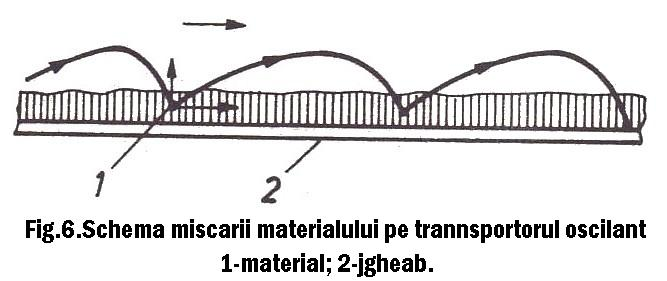 1
2
Fig.6.Schema miscarii materialului pe trannsportorul oscilant
1-material; 2-jgheab.